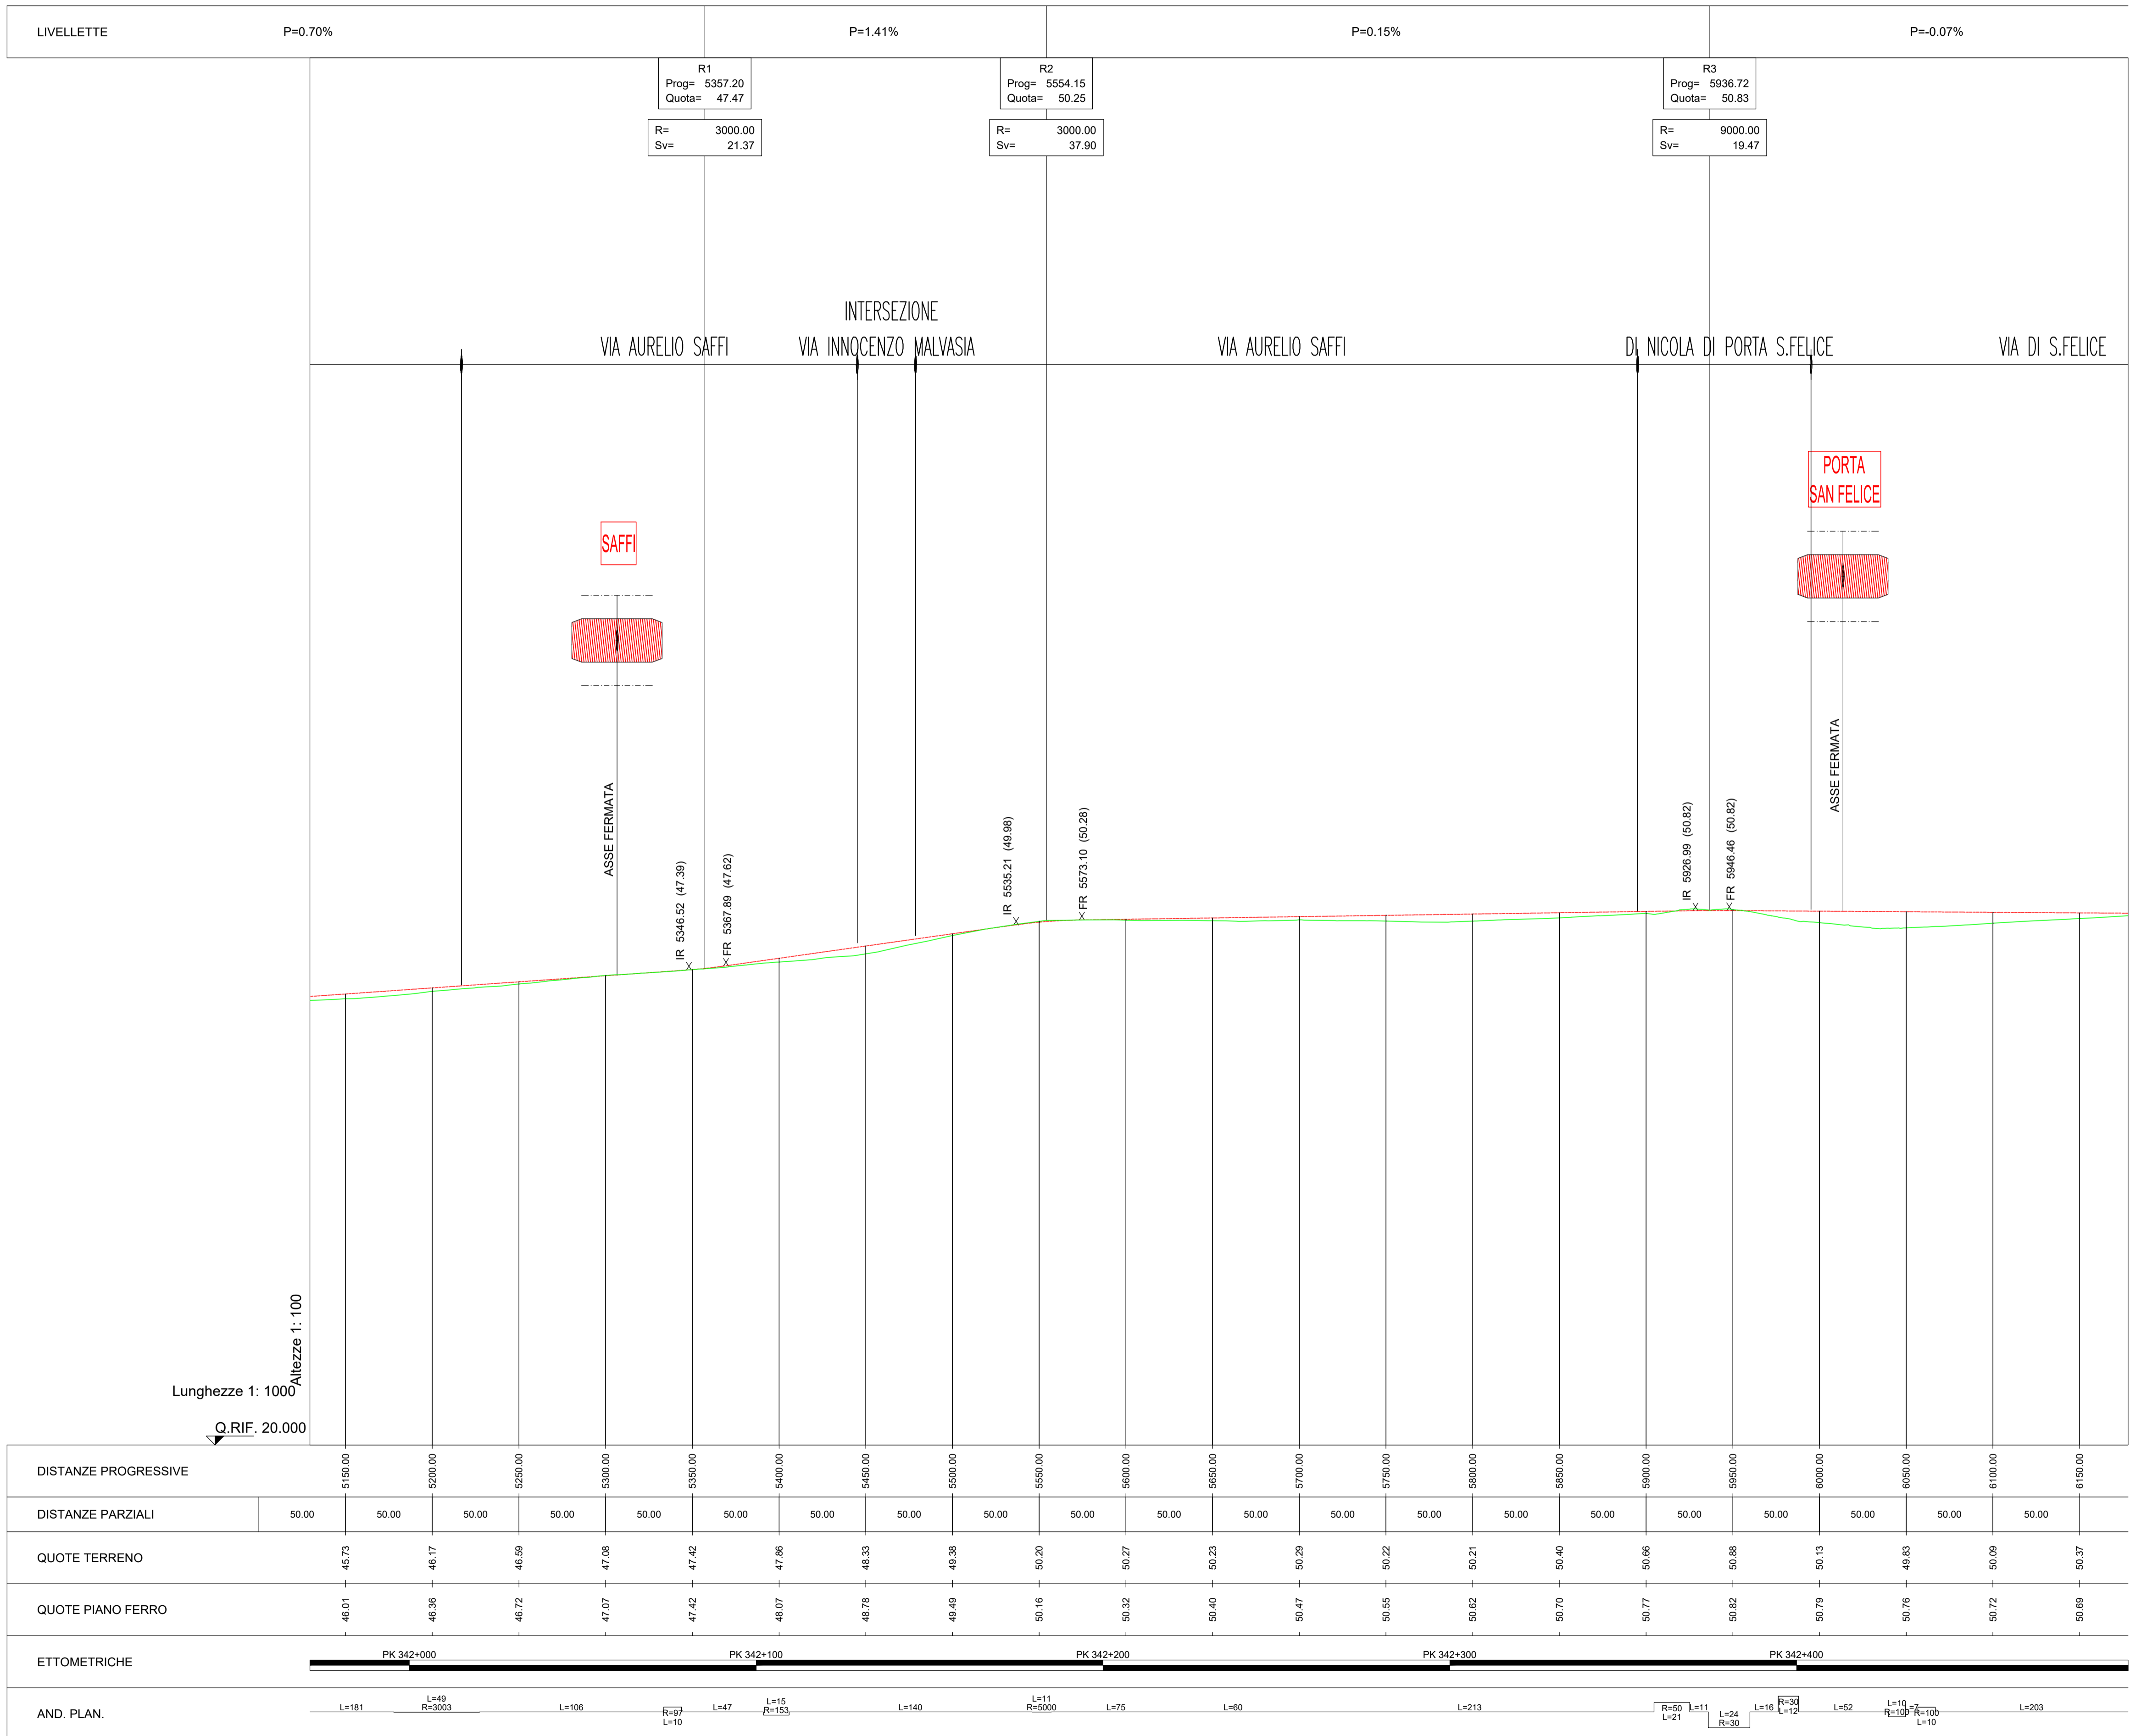 LIVELLETTE P=0.70% P=1.41% P=0.15% P=-0.07%
R1
Prog= 5357.20
Quota= 47.47
R= 3000.00
Sv= 21.37
R2
Prog= 5554.15
Quota= 50.25
R= 3000.00
Sv= 37.90
R3
Prog= 5936.72
Quota= 50.83
R= 9000.00
Sv= 19.47
INTERSEZIONE
VIA AURELIO SAFFI VIA INNOCENZO MALVASIA VIA AURELIO SAFFI DI NICOLA DI PORTA S.FELICE VIA DI S.FELICE
PORTA
SAN FELICE
SAFFI
ASSE FERMATA
IR 5346.52 (47.39)
FR 5367.89 (47.62)
IR 5535.21 (49.98)
FR 5573.10 (50.28)
IR 5926.99 (50.82)
FR 5946.46 (50.82)
ASSE FERMATA
Altezze 1: 100
Lunghezze 1: 1000
Q.RIF. 20.000
DISTANZE PROGRESSIVE 5150.00 5200.00 5250.00 5300.00 5350.00 5400.00 5450.00 5500.00 5550.00 5600.00 5650.00 5700.00 5750.00 5800.00 5850.00 5900.00 5950.00 6000.00 6050.00 6100.00 6150.00
DISTANZE PARZIALI 50.00 50.00 50.00 50.00 50.00 50.00 50.00 50.00 50.00 50.00 50.00 50.00 50.00 50.00 50.00 50.00 50.00 50.00 50.00 50.00 50.00
QUOTE TERRENO 45.73 46.17 46.59 47.08 47.42 47.86 48.33 49.38 50.20 50.27 50.23 50.29 50.22 50.21 50.40 50.66 50.88 50.13 49.83 50.09 50.37
QUOTE PIANO FERRO 46.01 46.36 46.72 47.07 47.42 48.07 48.78 49.49 50.16 50.32 50.40 50.47 50.55 50.62 50.70 50.77 50.82 50.79 50.76 50.72 50.69
ETTOMETRICHE PK 342+000 PK 342+100 PK 342+200 PK 342+300 PK 342+400
AND. PLAN.
L=181
L=49
R=3003
L=106
R=97
L=10
L=47
L=15
R=153
L=140
L=11
R=5000
L=75
L=60
L=213
R=50
L=21
L=11
L=24
R=30
L=16
R=30
L=12
L=52
L=10
R=100
L=7
R=100
L=10
L=203